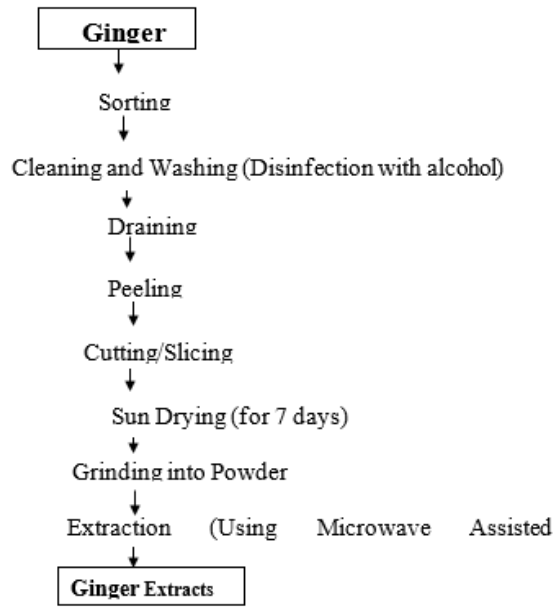 Ginger
Sorting
Cleaning and Washing (Disinfection with alcohol)
Draining
Peeling
Cutting/Slicing
Sun Drying (for 7 days)
Grinding into Powder
Extraction (Using Microwave Assisted
Ginger Extracts